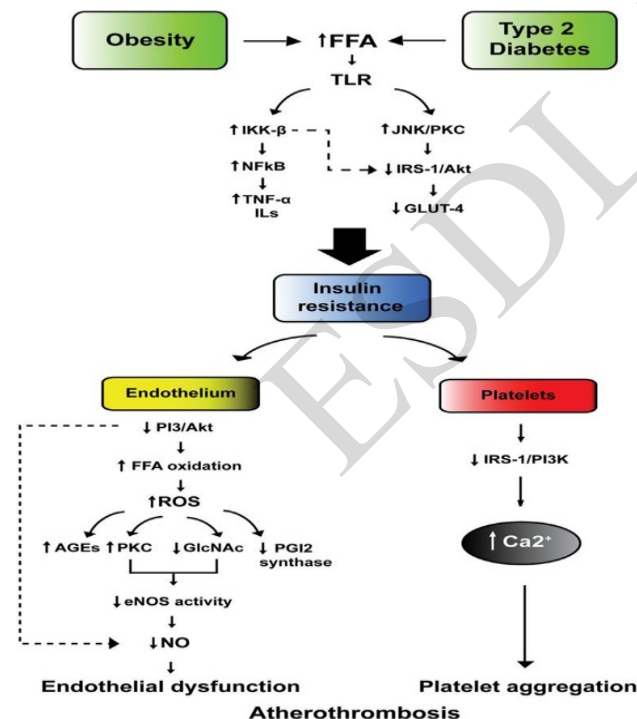 Obesity
↑FFA
Type 2
Diabetes
TLR
↑IKK-β
↑JNK/PKC
↑NFkB
↓IRS-1/Akt
↑TNF-α
ILs
↓GLUT-4
Insulin
resistance
Endothelium
Platelets
↓PI3/Akt
↓IRS-1/PI3K
↑FFA oxidation
↑ROS
↑Ca2⁺
↑AGEs
↑PKC
↓GlcNAc
↓PGI2
synthase
↓eNOS activity
↓NO
Endothelial dysfunction
Platelet aggregation
Atherothrombosis
ESDL